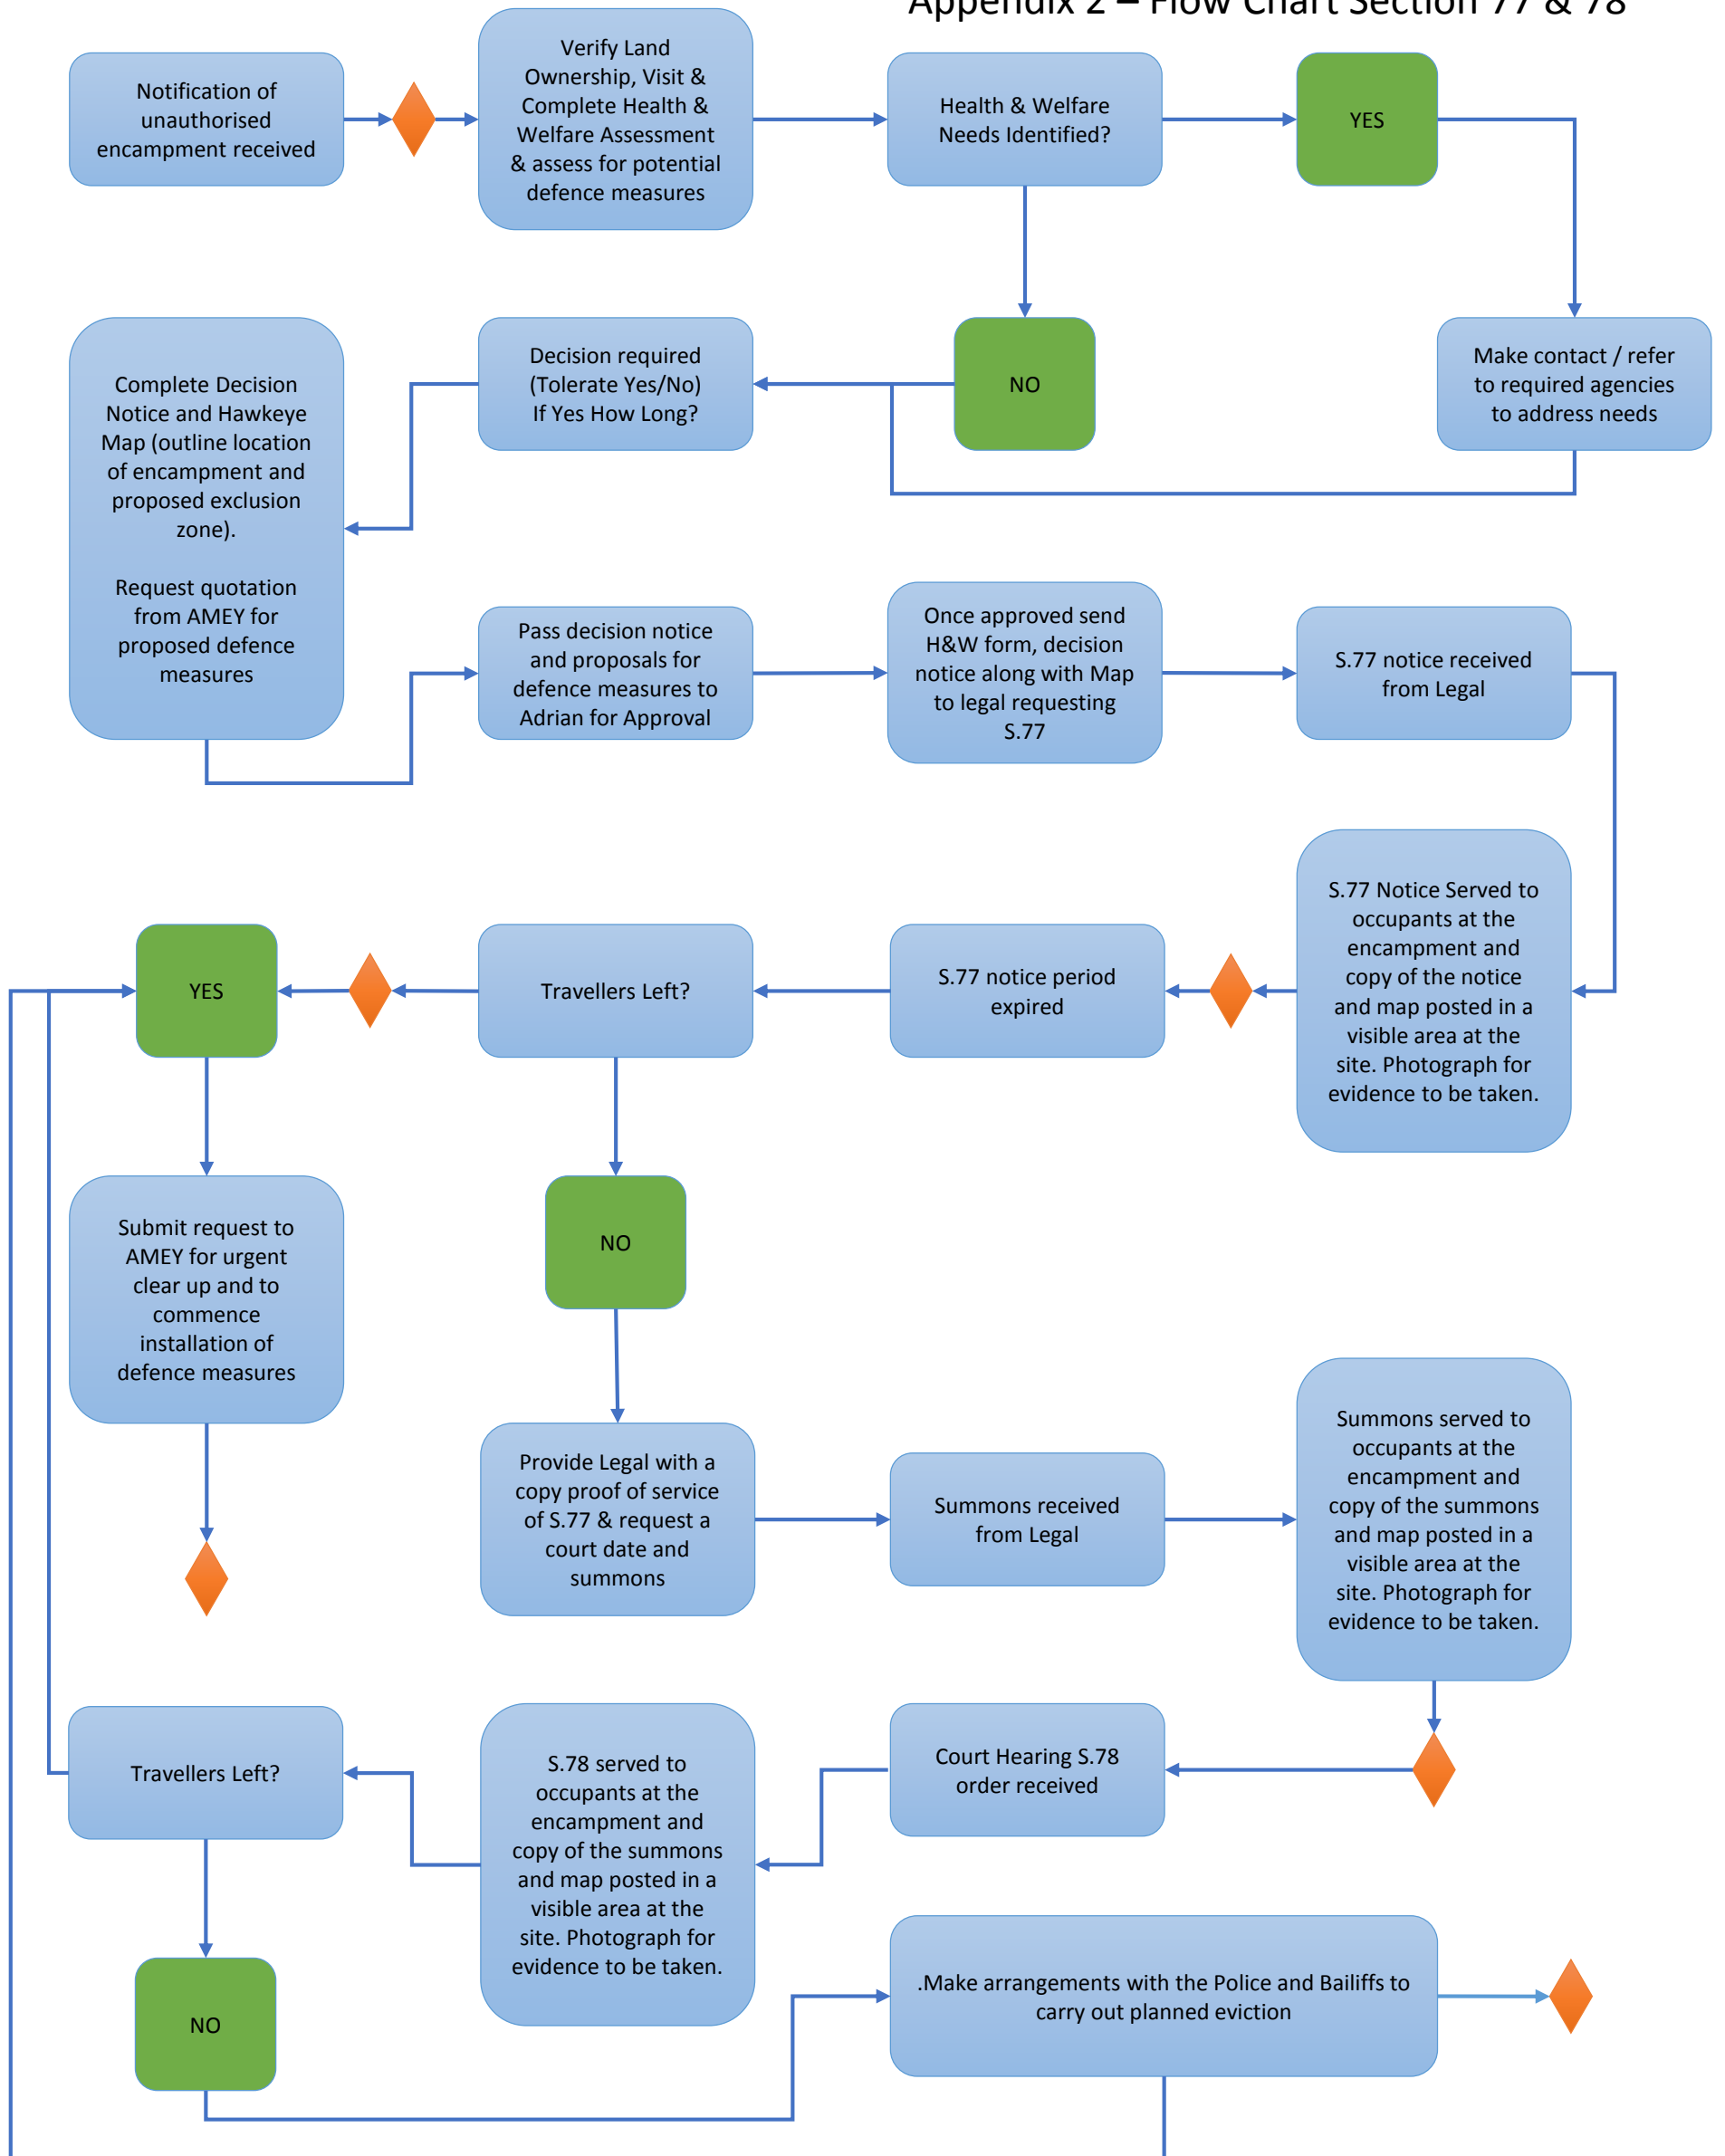 Appendix 2 – Flow Chart Section 77 & 78
Notification of
unauthorised
encampment received
Verify Land
Ownership, Visit &
Complete Health &
Welfare Assessment
& assess for potential
defence measures
Health & Welfare
Needs Identified?
YES
Complete Decision
Notice and Hawkeye
Map (outline location
of encampment and
proposed exclusion
zone).
Request quotation
from AMEY for
proposed defence
measures
Decision required
(Tolerate Yes/No)
If Yes How Long?
NO
Make contact / refer
to required agencies
to address needs
Pass decision notice
and proposals for
defence measures to
Adrian for Approval
Once approved send
H&W form, decision
notice along with Map
to legal requesting
S.77
S.77 notice received
from Legal
YES
Travellers Left?
S.77 notice period
expired
S.77 Notice Served to
occupants at the
encampment and
copy of the notice
and map posted in a
visible area at the
site. Photograph for
evidence to be taken.
Submit request to
AMEY for urgent
clear up and to
commence
installation of
defence measures
NO
Provide Legal with a
copy proof of service
of S.77 & request a
court date and
summons
Summons received
from Legal
Summons served to
occupants at the
encampment and
copy of the summons
and map posted in a
visible area at the
site. Photograph for
evidence to be taken.
Travellers Left?
S.78 served to
occupants at the
encampment and
copy of the summons
and map posted in a
visible area at the
site. Photograph for
evidence to be taken.
Court Hearing S.78
order received
NO
.Make arrangements with the Police and Bailiffs to
carry out planned eviction